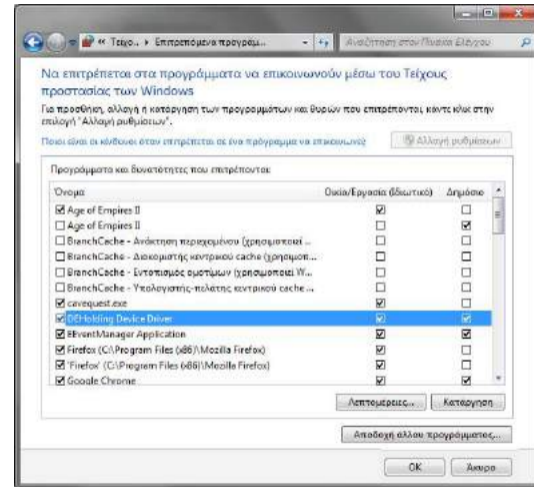 « Τείχο... ▸ Επιτρεπόμενα προγράμ...
Αναζήτηση στον Πίνακα Ελέγχου
Να επιτρέπεται στα προγράμματα να επικοινωνούν μέσω του Τείχους
προστασίας των Windows
Για προσθήκη, αλλαγή ή κατάργηση των προγραμμάτων και θυρών που επιτρέπονται, κάντε κλικ στην
επιλογή "Αλλαγή ρυθμίσεων".
Ποιοι είναι οι κίνδυνοι όταν επιτρέπεται σε ένα πρόγραμμα να επικοινωνεί;
Αλλαγή ρυθμίσεων
Προγράμματα και δυνατότητες που επιτρέπονται:
Όνομα Οικία/Εργασία (Ιδιωτικό) Δημόσιο
Age of Empires II
Age of Empires II
BranchCache - Ανάκτηση περιεχομένου (χρησιμοποιεί ...
BranchCache - Διακομιστής κεντρικού cache (χρησιμοπ...
BranchCache - Εντοπισμός ομοτίμων (χρησιμοποιεί W...
BranchCache - Υπολογιστής-πελάτης κεντρικού cache ...
cavequest.exe
DEHolding Device Driver
EEventManager Application
Firefox (C:\Program Files (x86)\Mozilla Firefox)
'Firefox' (C:\Program Files (x86)\Mozilla Firefox)
Google Chrome
Λεπτομέρειες... Κατάργηση
Αποδοχή άλλου προγράμματος...
OK Άκυρο